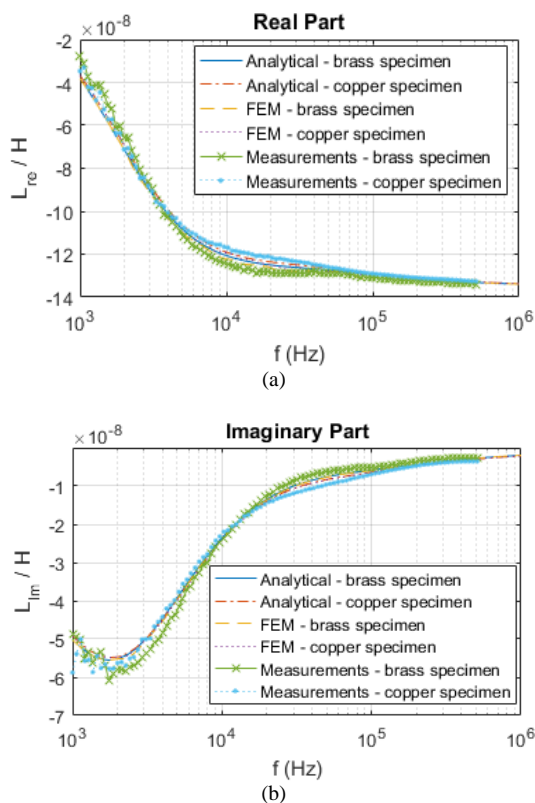 Real Part
× 10⁻⁸
-2
-4
-6
-8
-10
-12
-14
L_re / H
Analytical - brass specimen
Analytical - copper specimen
FEM - brass specimen
FEM - copper specimen
Measurements - brass specimen
Measurements - copper specimen
10³
10⁴
10⁵
10⁶
f (Hz)
(a)
Imaginary Part
× 10⁻⁸
-1
-2
-3
-4
-5
-6
-7
L_Im / H
Analytical - brass specimen
Analytical - copper specimen
FEM - brass specimen
FEM - copper specimen
Measurements - brass specimen
Measurements - copper specimen
10³
10⁴
10⁵
10⁶
f (Hz)
(b)